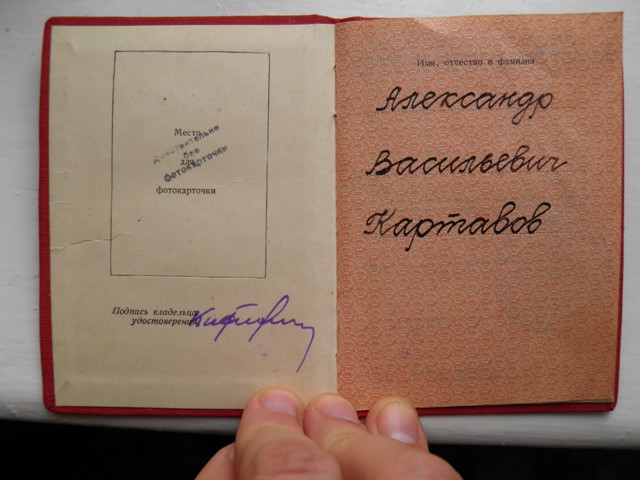 Место
Действительно
без
фотокарточки
для
фотокарточки
Подпись владельца
удостоверения
Имя, отчество и фамилия
Александр
Васильевич
Картавов